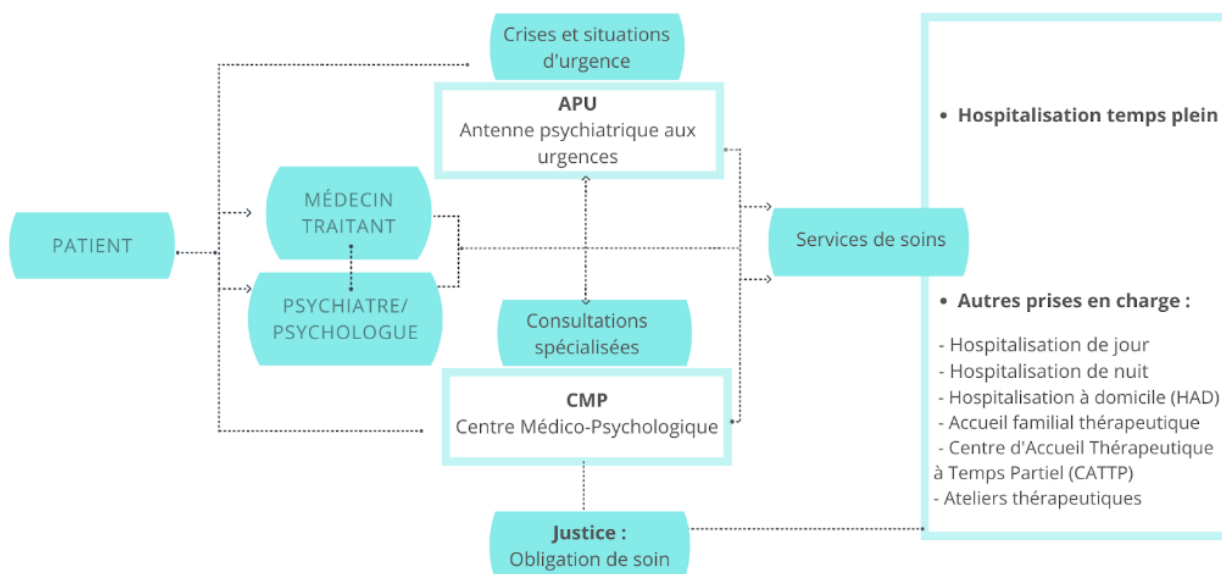 Crises et situations
d'urgence
APU
Antenne psychiatrique aux
urgences
PATIENT
MÉDECIN
TRAITANT
PSYCHIATRE/
PSYCHOLOGUE
Consultations
spécialisées
CMP
Centre Médico-Psychologique
Justice :
Obligation de soin
Services de soins
• Hospitalisation temps plein
• Autres prises en charge :
- Hospitalisation de jour
- Hospitalisation de nuit
- Hospitalisation à domicile (HAD)
- Accueil familial thérapeutique
- Centre d'Accueil Thérapeutique
à Temps Partiel (CATTP)
- Ateliers thérapeutiques